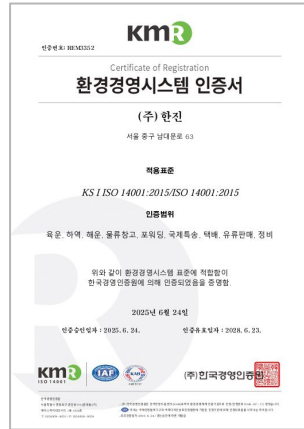 인증번호: HEM3352
KMR
Certificate of Registration
환경경영시스템 인증서
(주) 한진
서울 중구 남대문로 63
적용표준
KS I ISO 14001:2015/ISO 14001:2015
인증범위
육운, 하역, 해운, 물류창고, 포워딩, 국제특송, 택배, 유류판매, 정비
위와 같이 환경경영시스템 표준에 적합함이
한국경영인증원에 의해 인증되었음을 증명함.
2025년 6월 24일
인증승인일자 : 2025. 6. 24.
인증유효일자 : 2028. 6. 23.
KMR
ISO 14001
IAF
KAB
(주)한국경영인증원